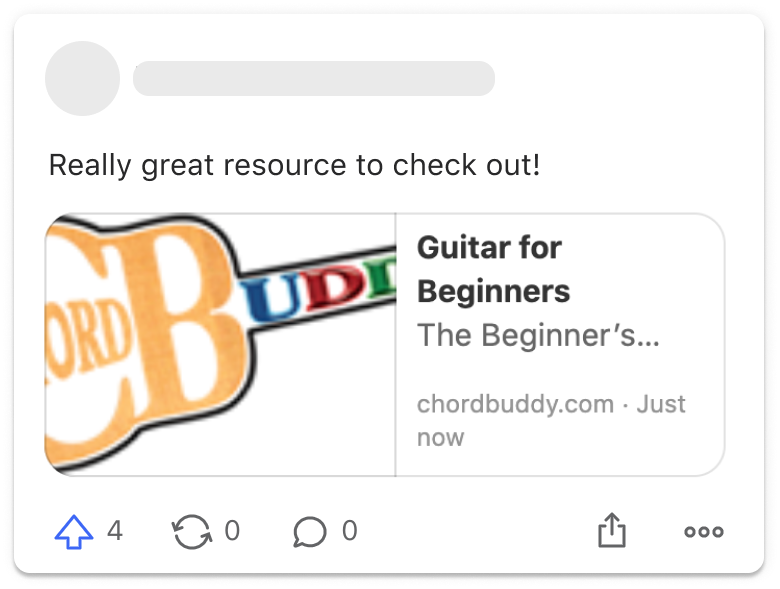 Really great resource to check out!
CB
ORD
UDD
Guitar for
Beginners
The Beginner’s...
chordbuddy.com · Just
now
4
0
0